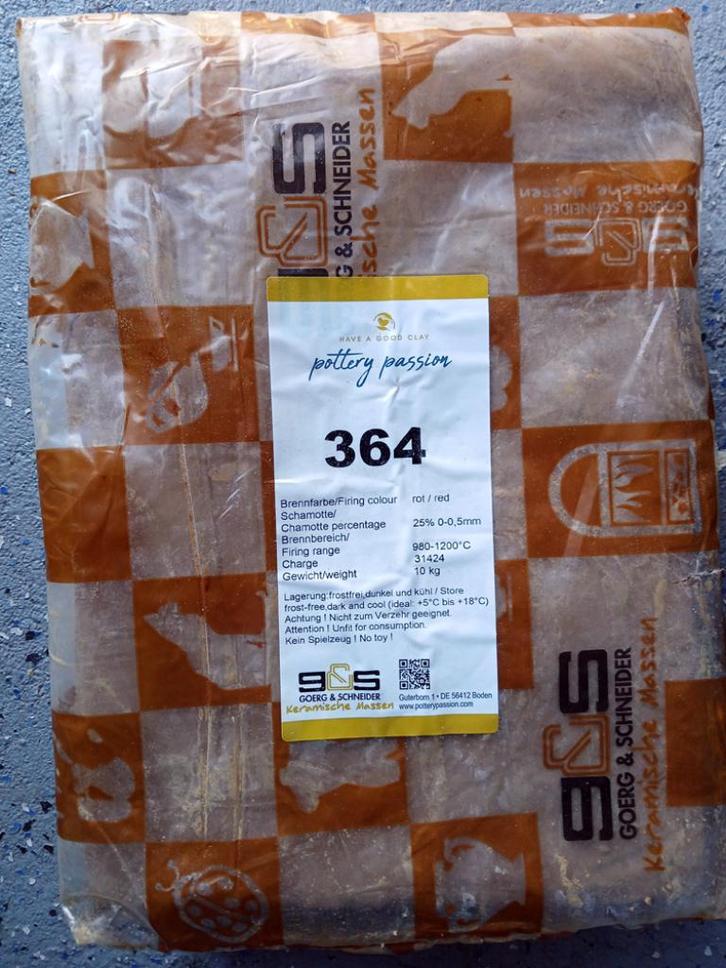 g&S
G & SCHNEIDER
sche Massen
g&S
GOERG & SCHNEIDER
Keramische Massen
HAVE A GOOD CLAY
pottery passion
364
Brennfarbe/Firing colour rot / red
Schamotte/
Chamotte percentage 25% 0-0,5mm
Brennbereich/
Firing range 980-1200°C
Charge 31424
Gewicht/weight 10 kg
Lagerung:frostfrei,dunkel und kühl / Store
frost-free,dark and cool (ideal: +5°C bis +18°C)
Achtung ! Nicht zum Verzehr geeignet.
Attention ! Unfit for consumption.
Kein Spielzeug ! No toy !
g&S
GOERG & SCHNEIDER
Keramische Massen
Guterborn 1 • DE 56412 Boden
www.potterypassion.com
g&S
GOERG & SCHNEIDER
Keramische Massen